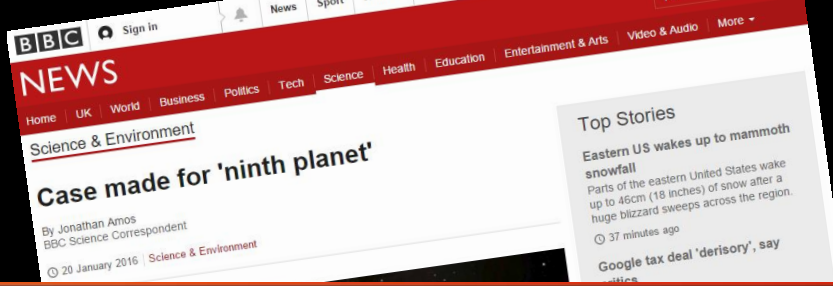 BBC Sign in News
NEWS
Home UK World Business Politics Tech Science Health Education Entertainment & Arts Video & Audio More
Science & Environment
Case made for 'ninth planet'
By Jonathan Amos
BBC Science Correspondent
20 January 2016 Science & Environment
Top Stories
Eastern US wakes up to mammoth
snowfall
Parts of the eastern United States wake
up to 46cm (18 inches) of snow after a
huge blizzard sweeps across the region.
37 minutes ago
Google tax deal 'derisory', say